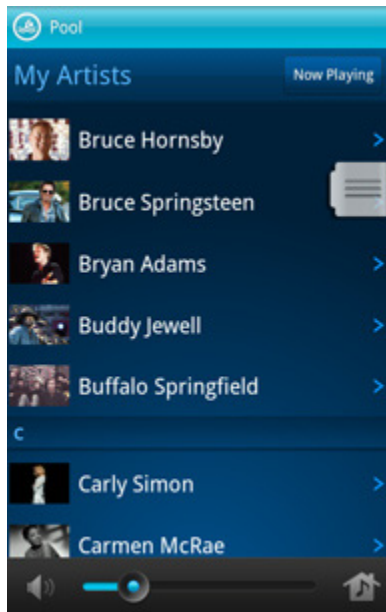 Pool
My Artists
Now Playing
Bruce Hornsby
Bruce Springsteen
Bryan Adams
Buddy Jewell
Buffalo Springfield
C
Carly Simon
Carmen McRae